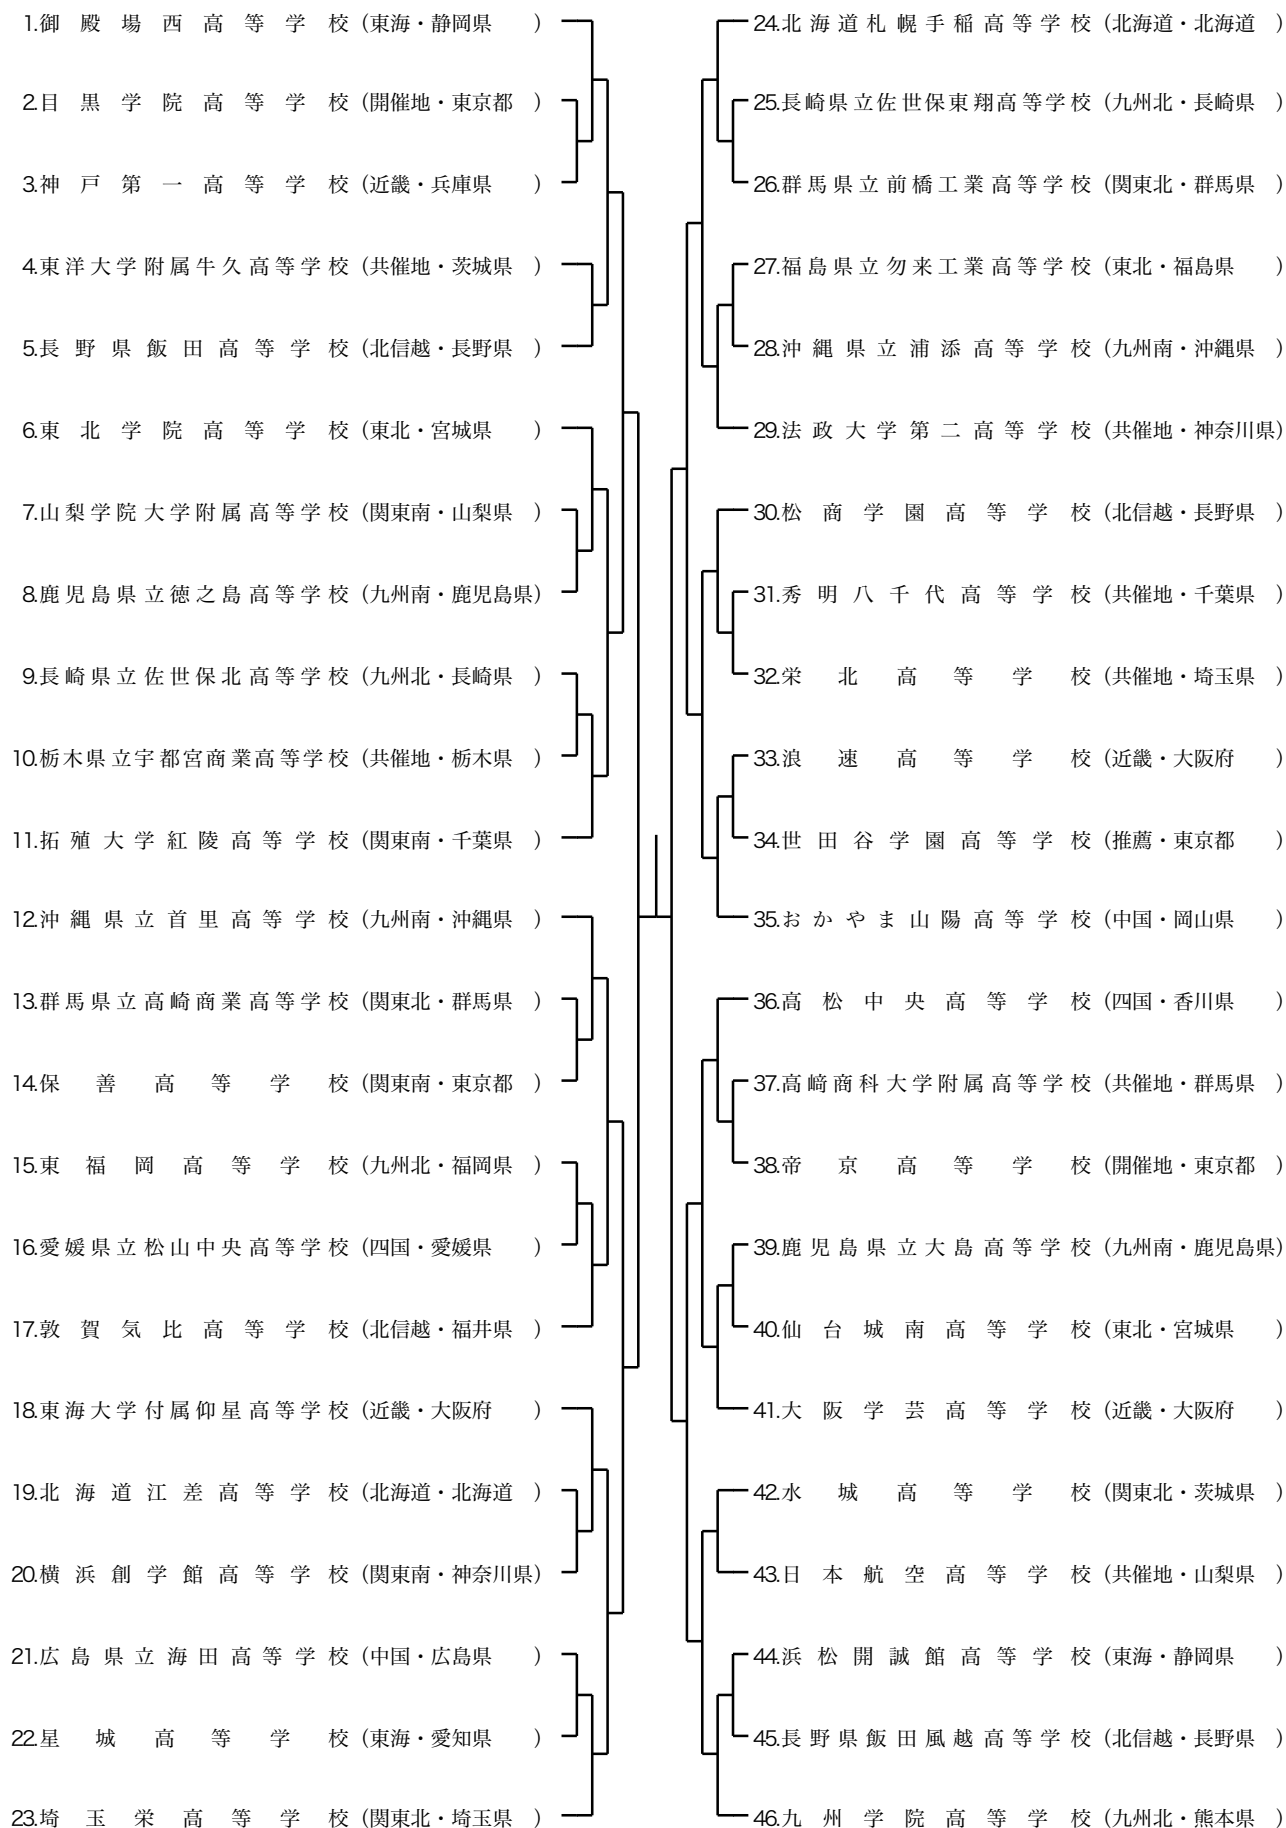 1.御殿場西高等学校(東海・静岡県)
2.目黒学院高等学校(開催地・東京都)
3.神戸第一高等学校(近畿・兵庫県)
4.東洋大学附属牛久高等学校(共催地・茨城県)
5.長野県飯田高等学校(北信越・長野県)
6.東北学院高等学校(東北・宮城県)
7.山梨学院大学附属高等学校(関東南・山梨県)
8.鹿児島県立徳之島高等学校(九州南・鹿児島県)
9.長崎県立佐世保北高等学校(九州北・長崎県)
10.栃木県立宇都宮商業高等学校(共催地・栃木県)
11.拓殖大学紅陵高等学校(関東南・千葉県)
12.沖縄県立首里高等学校(九州南・沖縄県)
13.群馬県立高崎商業高等学校(関東北・群馬県)
14.保善高等学校(関東南・東京都)
15.東福岡高等学校(九州北・福岡県)
16.愛媛県立松山中央高等学校(四国・愛媛県)
17.敦賀気比高等学校(北信越・福井県)
18.東海大学付属仰星高等学校(近畿・大阪府)
19.北海道江差高等学校(北海道・北海道)
20.横浜創学館高等学校(関東南・神奈川県)
21.広島県立海田高等学校(中国・広島県)
22.星城高等学校(東海・愛知県)
23.埼玉栄高等学校(関東北・埼玉県)
24.北海道札幌手稲高等学校(北海道・北海道)
25.長崎県立佐世保東翔高等学校(九州北・長崎県)
26.群馬県立前橋工業高等学校(関東北・群馬県)
27.福島県立勿来工業高等学校(東北・福島県)
28.沖縄県立浦添高等学校(九州南・沖縄県)
29.法政大学第二高等学校(共催地・神奈川県)
30.松商学園高等学校(北信越・長野県)
31.秀明八千代高等学校(共催地・千葉県)
32.栄北高等学校(共催地・埼玉県)
33.浪速高等学校(近畿・大阪府)
34.世田谷学園高等学校(推薦・東京都)
35.おかやま山陽高等学校(中国・岡山県)
36.高松中央高等学校(四国・香川県)
37.高崎商科大学附属高等学校(共催地・群馬県)
38.帝京高等学校(開催地・東京都)
39.鹿児島県立大島高等学校(九州南・鹿児島県)
40.仙台城南高等学校(東北・宮城県)
41.大阪学芸高等学校(近畿・大阪府)
42.水城高等学校(関東北・茨城県)
43.日本航空高等学校(共催地・山梨県)
44.浜松開誠館高等学校(東海・静岡県)
45.長野県飯田風越高等学校(北信越・長野県)
46.九州学院高等学校(九州北・熊本県)